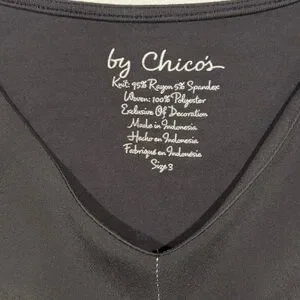 by Chico's
Knit: 95% Rayon 5% Spandex
Woven: 100% Polyester
Exclusive Of Decoration
Made in Indonesia
Hecho en Indonesia
Fabriqué en Indonésie
Size 3